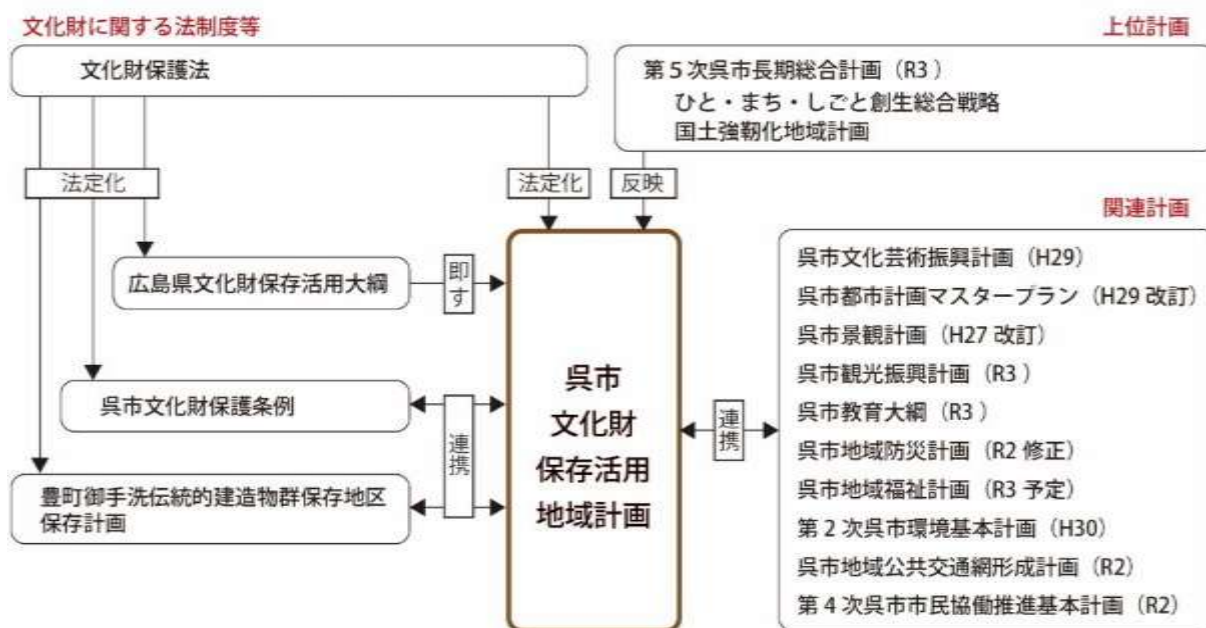 文化財に関する法制度等
文化財保護法
法定化
法定化
広島県文化財保存活用大綱
即す
呉市文化財保護条例
連携
豊町御手洗伝統的建造物群保存地区
保存計画
上位計画
第5次呉市長期総合計画（R3）
ひと・まち・しごと創生総合戦略
国土強靭化地域計画
反映
呉市
文化財
保存活用
地域計画
連携
関連計画
呉市文化芸術振興計画（H29）
呉市都市計画マスタープラン（H29 改訂）
呉市景観計画（H27 改訂）
呉市観光振興計画（R3）
呉市教育大綱（R3）
呉市地域防災計画（R2 修正）
呉市地域福祉計画（R3 予定）
第2次呉市環境基本計画（H30）
呉市地域公共交通網形成計画（R2）
第4次呉市市民協働推進基本計画（R2）